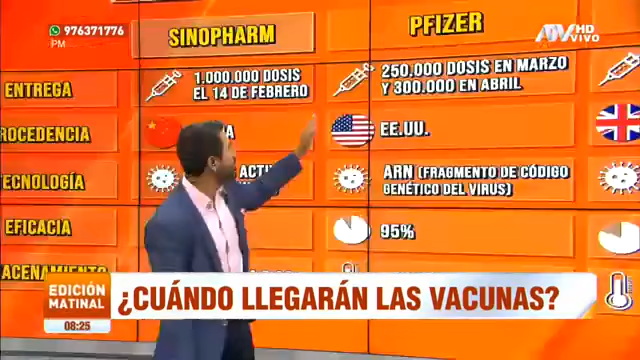 976371776
PM
ATV HD
VIVO
SINOPHARM
PFIZER
ENTREGA
1.000.000 DOSIS
EL 14 DE FEBRERO
250.000 DOSIS EN MARZO
Y 300.000 EN ABRIL
ROCEDENCIA
EE.UU.
TECNOLOGÍA
ARN (FRAGMENTO DE CÓDIGO
GENÉTICO DEL VIRUS)
EFICACIA
95%
ACENAMIENTO
EDICIÓN
MATINAL
08:25
¿CUÁNDO LLEGARÁN LAS VACUNAS?